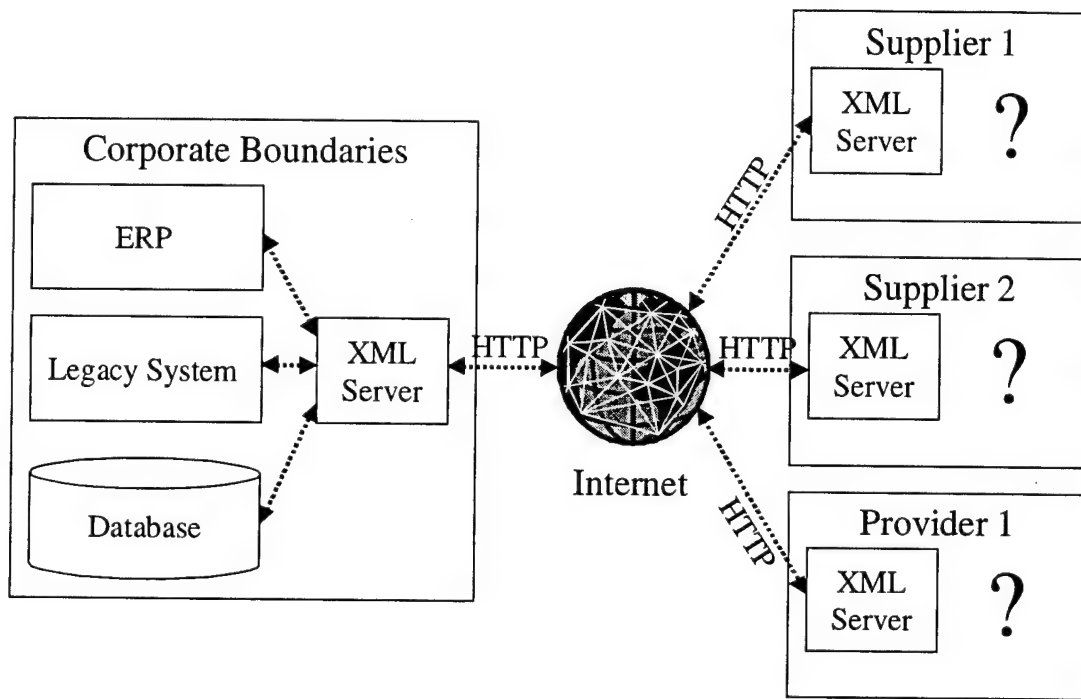 Corporate Boundaries
ERP
Legacy System
Database
XML
Server
HTTP
Internet
HTTP
HTTP
HTTP
Supplier 1
XML
Server
?
Supplier 2
XML
Server
?
Provider 1
XML
Server
?